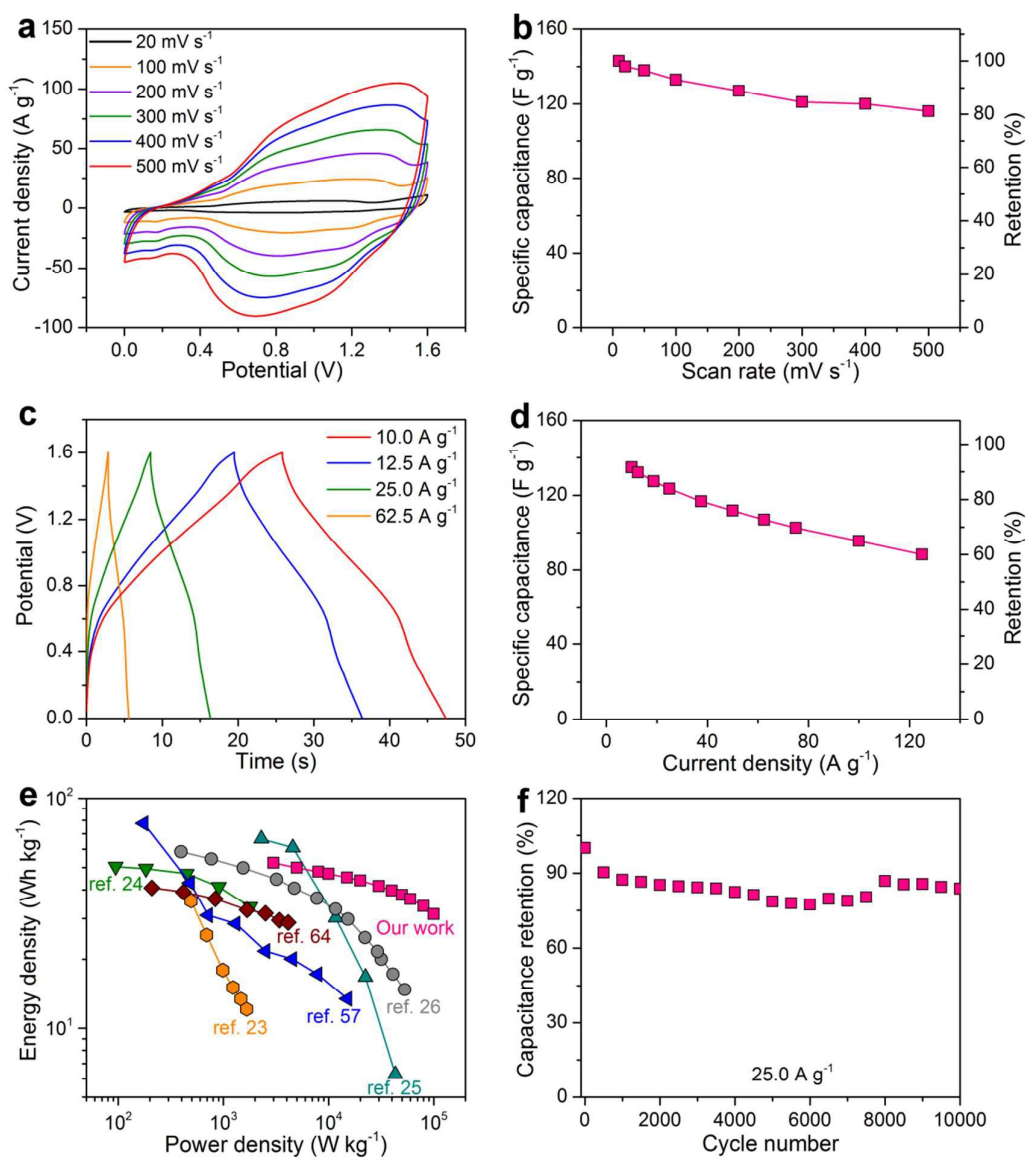 a
150
100
50
0
-50
-100
Current density (A g⁻¹)
20 mV s⁻¹
100 mV s⁻¹
200 mV s⁻¹
300 mV s⁻¹
400 mV s⁻¹
500 mV s⁻¹
0.0 0.4 0.8 1.2 1.6
Potential (V)
b
160
120
80
40
0
Specific capacitance (F g⁻¹)
100
80
60
40
20
0
Retention (%)
0 100 200 300 400 500
Scan rate (mV s⁻¹)
c
1.6
1.2
0.8
0.4
0.0
Potential (V)
10.0 A g⁻¹
12.5 A g⁻¹
25.0 A g⁻¹
62.5 A g⁻¹
0 10 20 30 40 50
Time (s)
d
160
120
80
40
0
Specific capacitance (F g⁻¹)
100
80
60
40
20
0
Retention (%)
0 40 80 120
Current density (A g⁻¹)
e
10²
10¹
Energy density (Wh kg⁻¹)
ref. 24
ref. 64
Our work
ref. 23
ref. 57
ref. 26
ref. 25
10² 10³ 10⁴ 10⁵
Power density (W kg⁻¹)
f
120
90
60
30
0
Capacitance retention (%)
25.0 A g⁻¹
0 2000 4000 6000 8000 10000
Cycle number